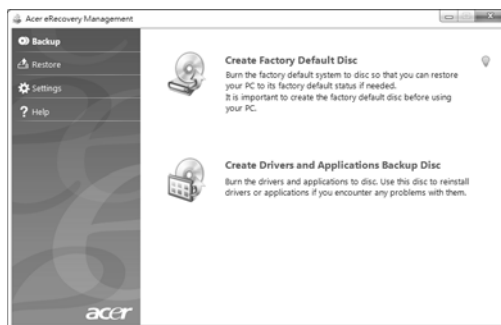 Acer eRecovery Management
Backup
Restore
Settings
Help
Create Factory Default Disc
Burn the factory default system to disc so that you can restore
your PC to its factory default status if needed.
It is important to create the factory default disc before using
your PC.
Create Drivers and Applications Backup Disc
Burn the drivers and applications to disc. Use this disc to reinstall
drivers or applications if you encounter any problems with them.
acer